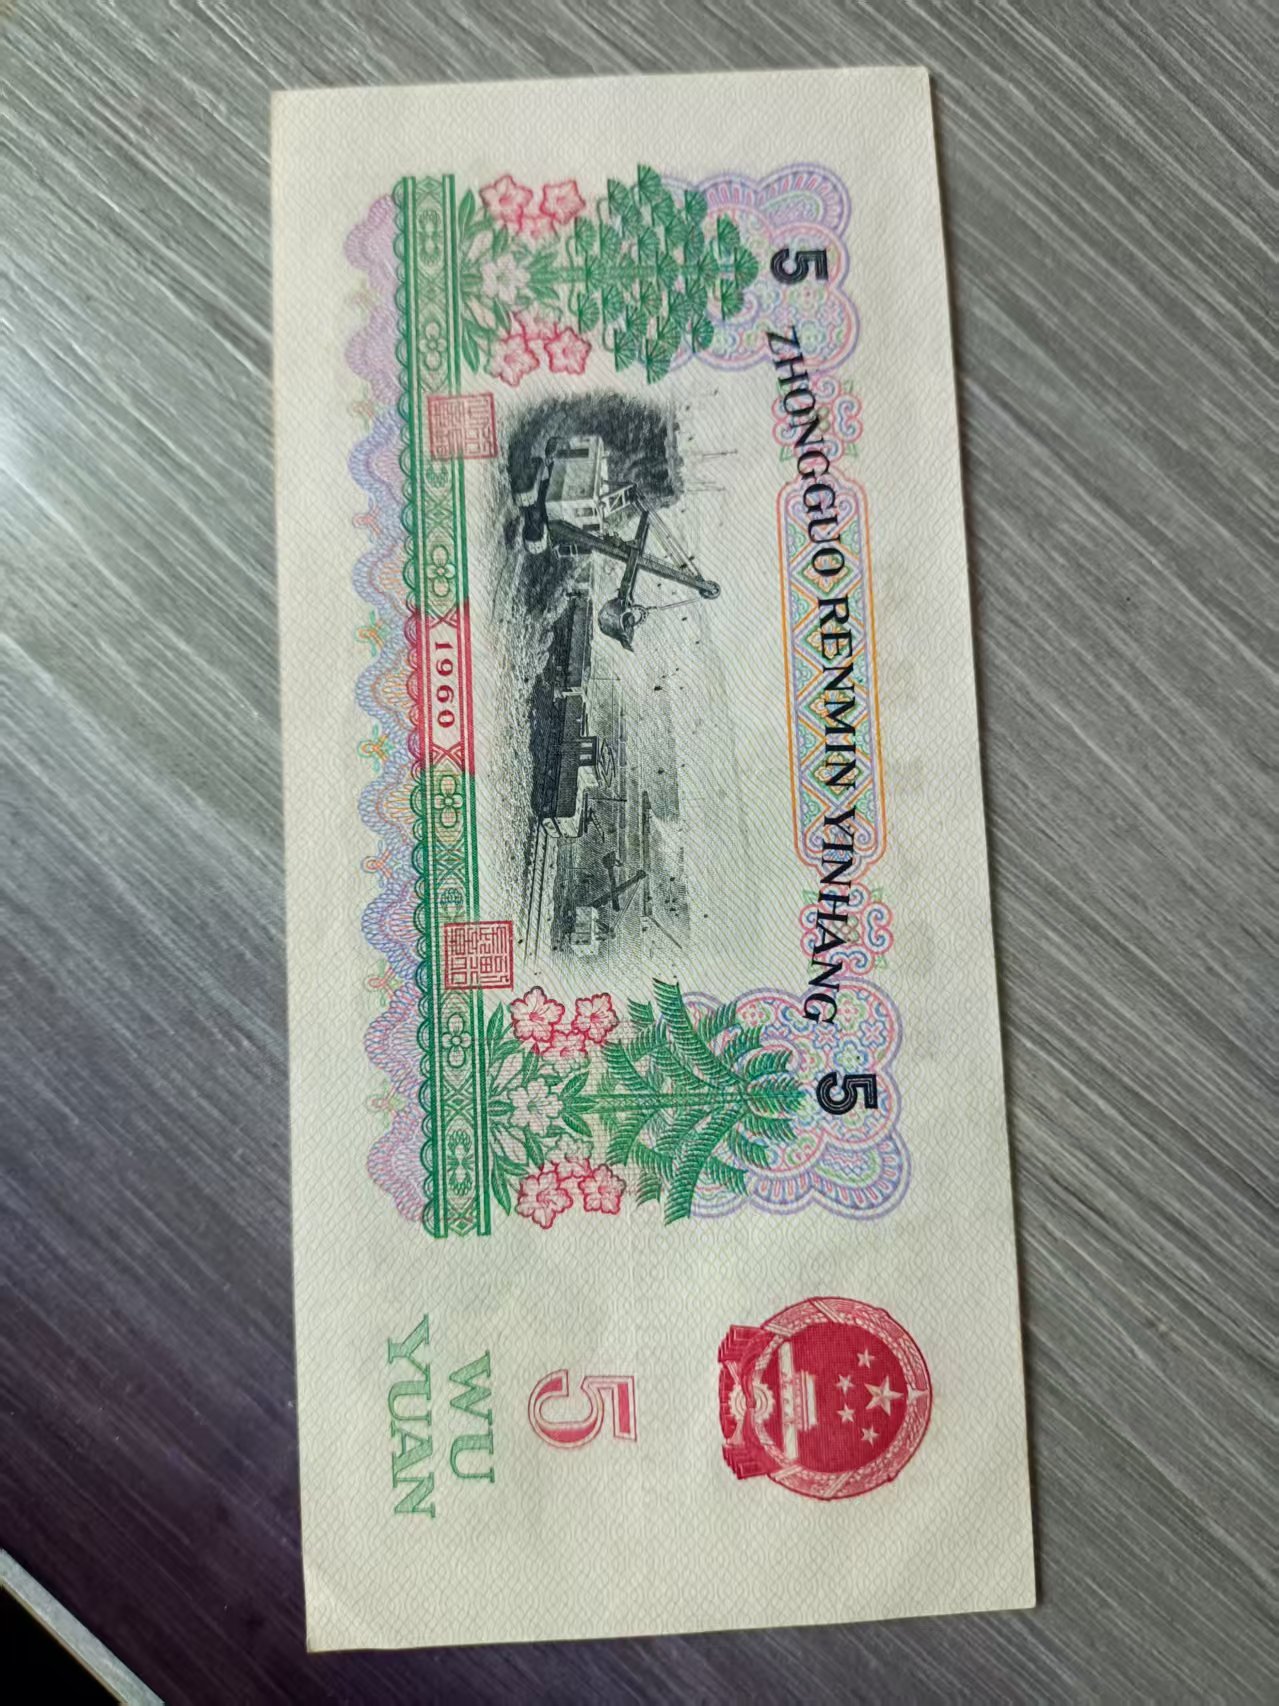 5 ZHONGGUO RENMIN YINHANG 5
1960
5
WU
YUAN